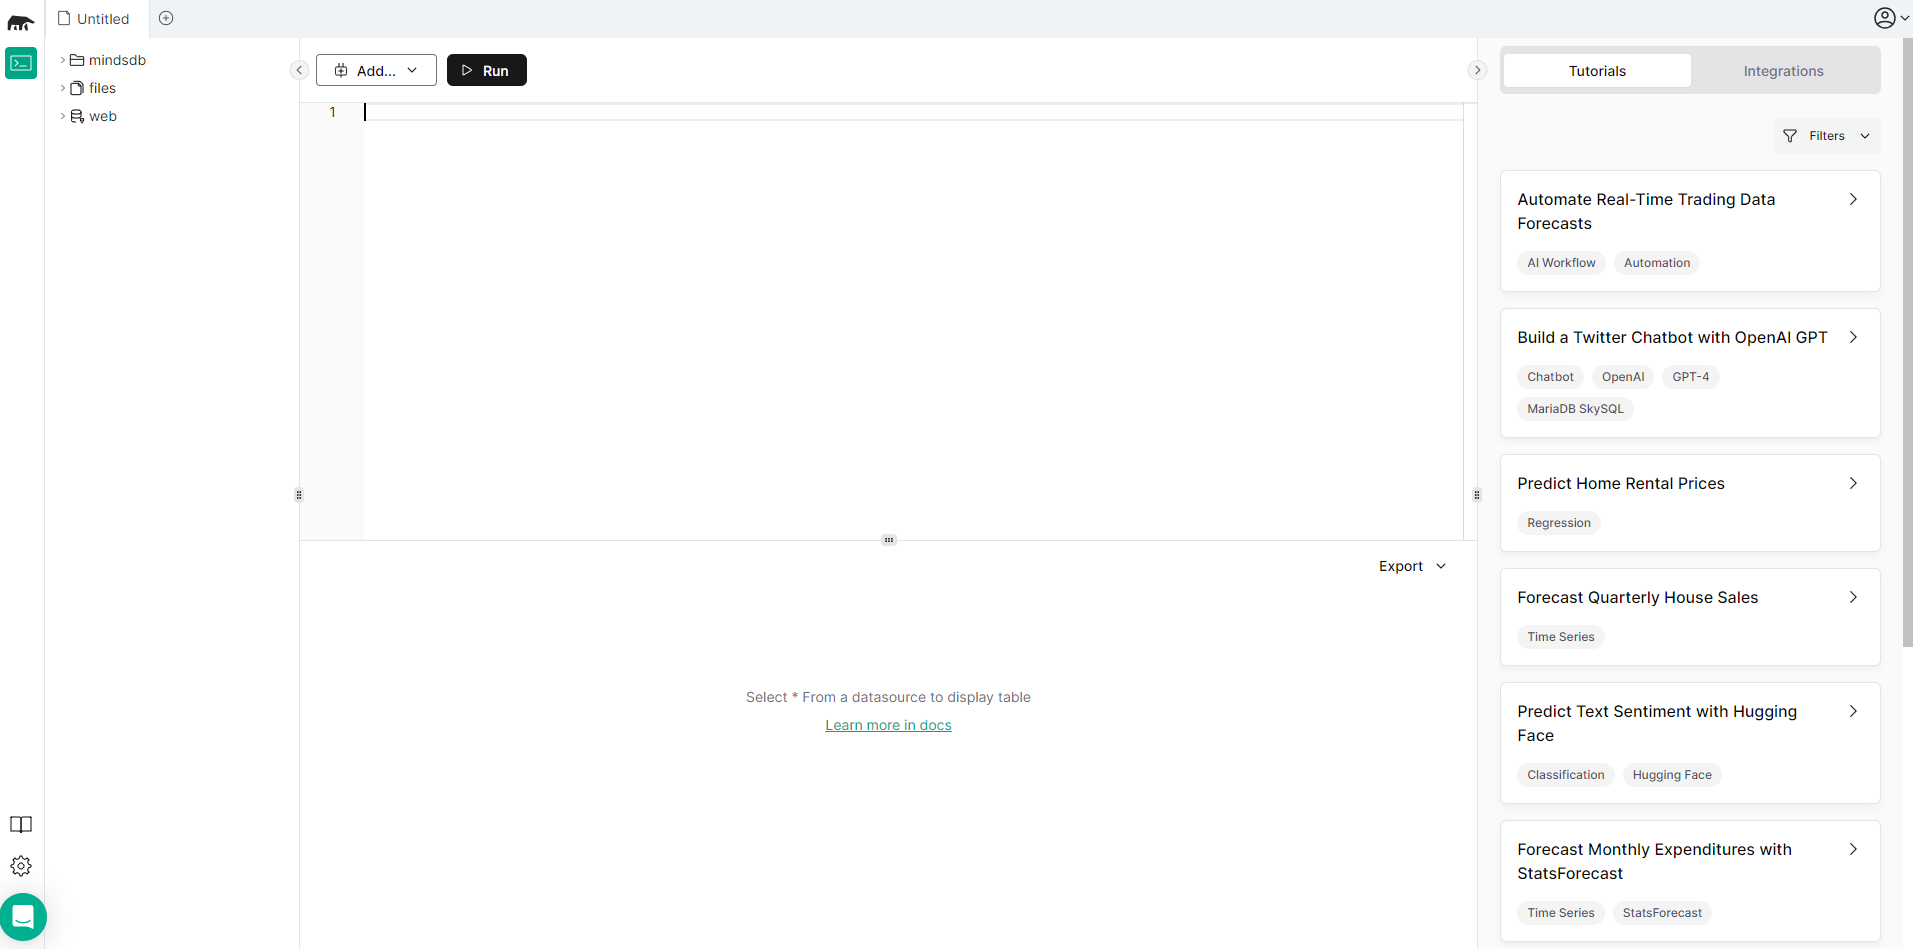 Untitled
mindsdb
files
web
Add...
Run
1
Export
Select * From a datasource to display table
Learn more in docs
Tutorials
Integrations
Filters
Automate Real-Time Trading Data
Forecasts
AI Workflow
Automation
Build a Twitter Chatbot with OpenAI GPT
Chatbot
OpenAI
GPT-4
MariaDB SkySQL
Predict Home Rental Prices
Regression
Forecast Quarterly House Sales
Time Series
Predict Text Sentiment with Hugging
Face
Classification
Hugging Face
Forecast Monthly Expenditures with
StatsForecast
Time Series
StatsForecast